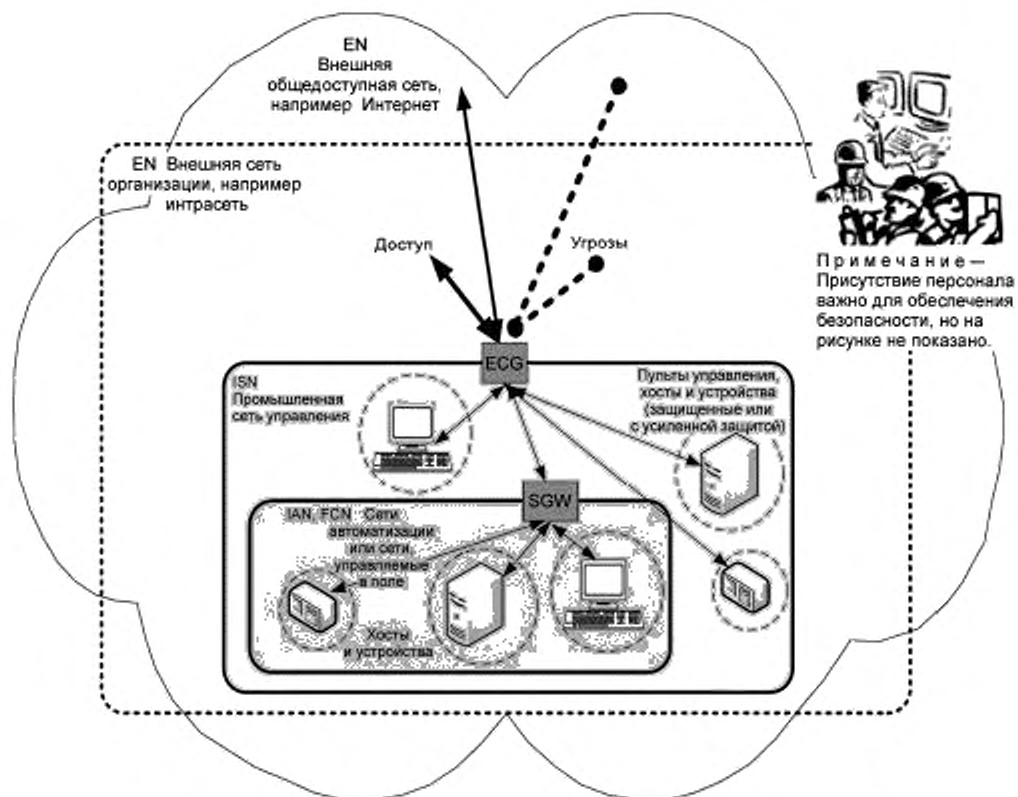 EN
Внешняя
общедоступная сеть,
например Интернет
EN Внешняя сеть
организации, например
интрасеть
Доступ
Угрозы
Примечание —
Присутствие персонала
важно для обеспечения
безопасности, но на
рисунке не показано.
ECG
ISN
Промышленная
сеть управления
Пульты управления,
хосты и устройства
(защищенные или
с усиленной защитой)
SGW
IAN, FCN Сети
автоматизации
или сети,
управляемые
в поле
Хосты
и устройства